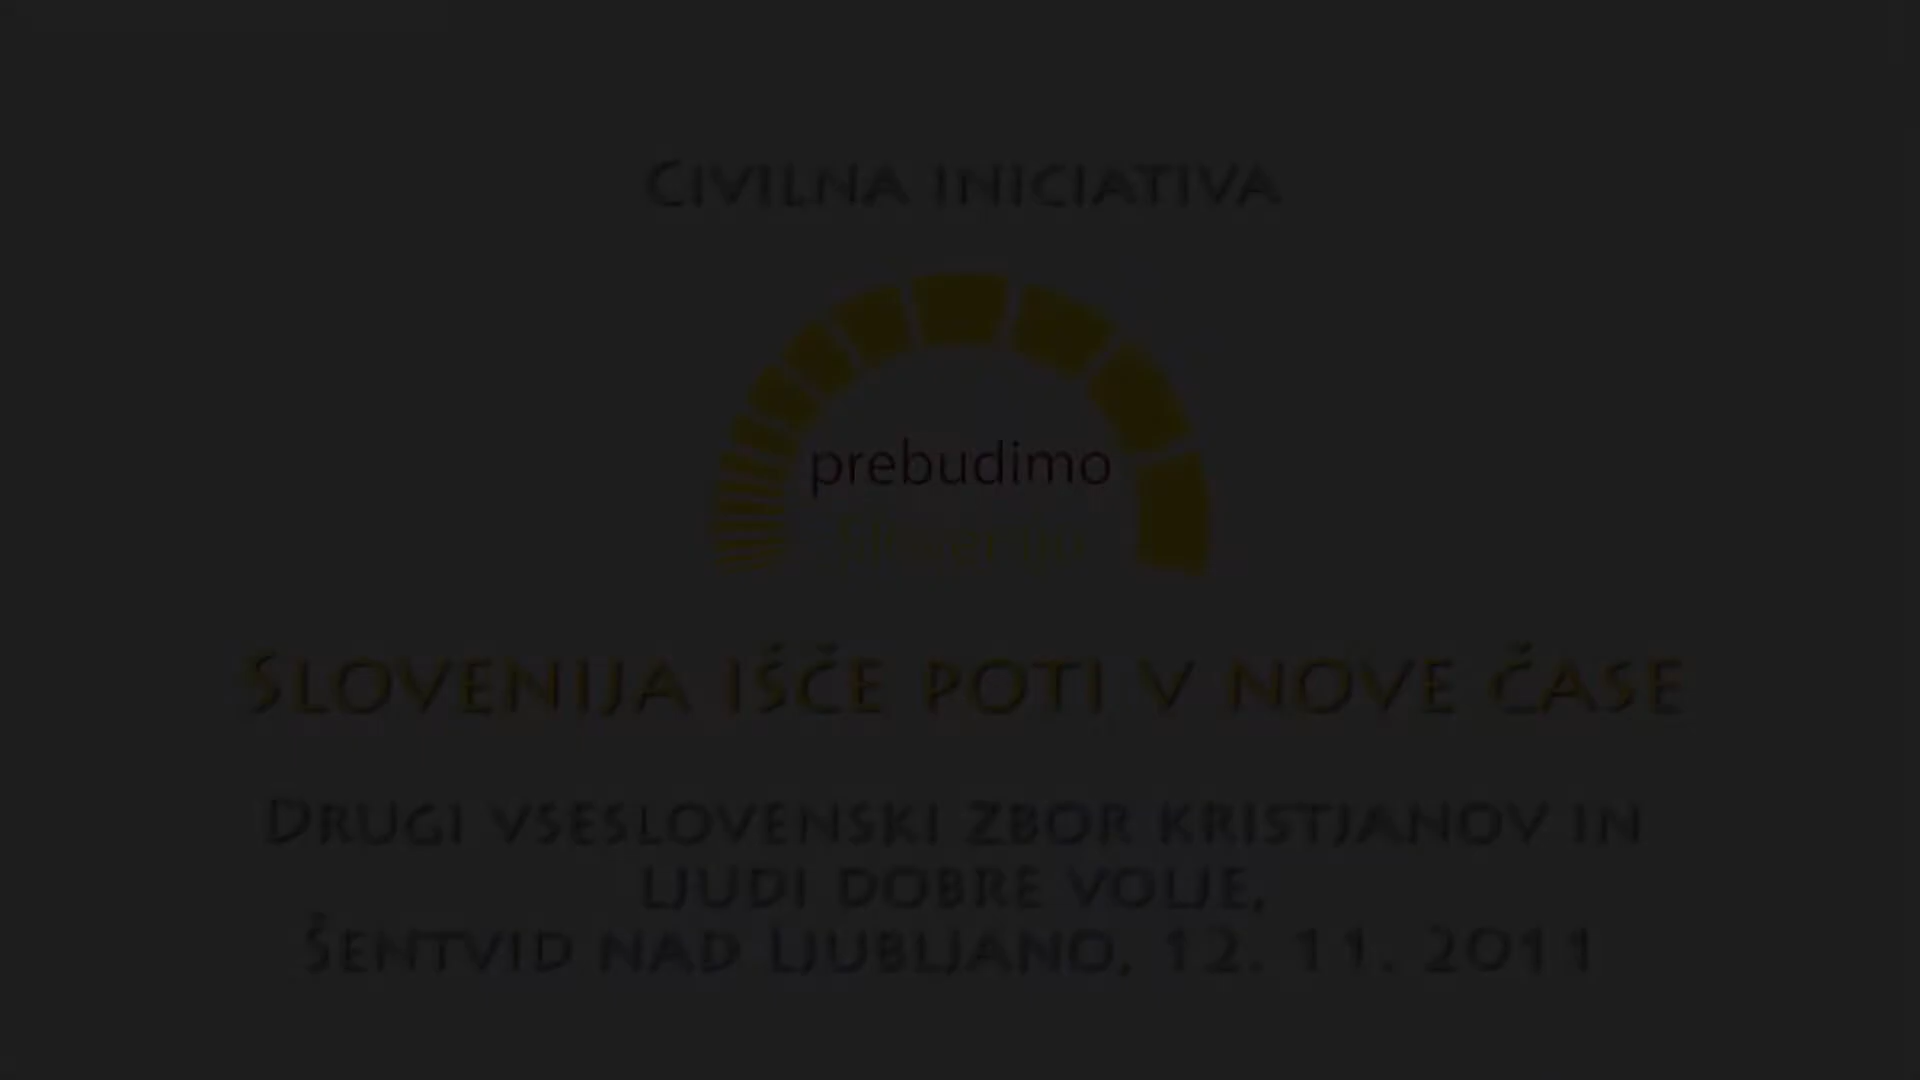 Civilna iniciativa
prebudimo
Slovenijo
Slovenija išče poti v nove čase
Drugi vseslovenski zbor kristjanov in
ljudi dobre volje,
Šentvid nad Ljubljano, 12. 11. 2011